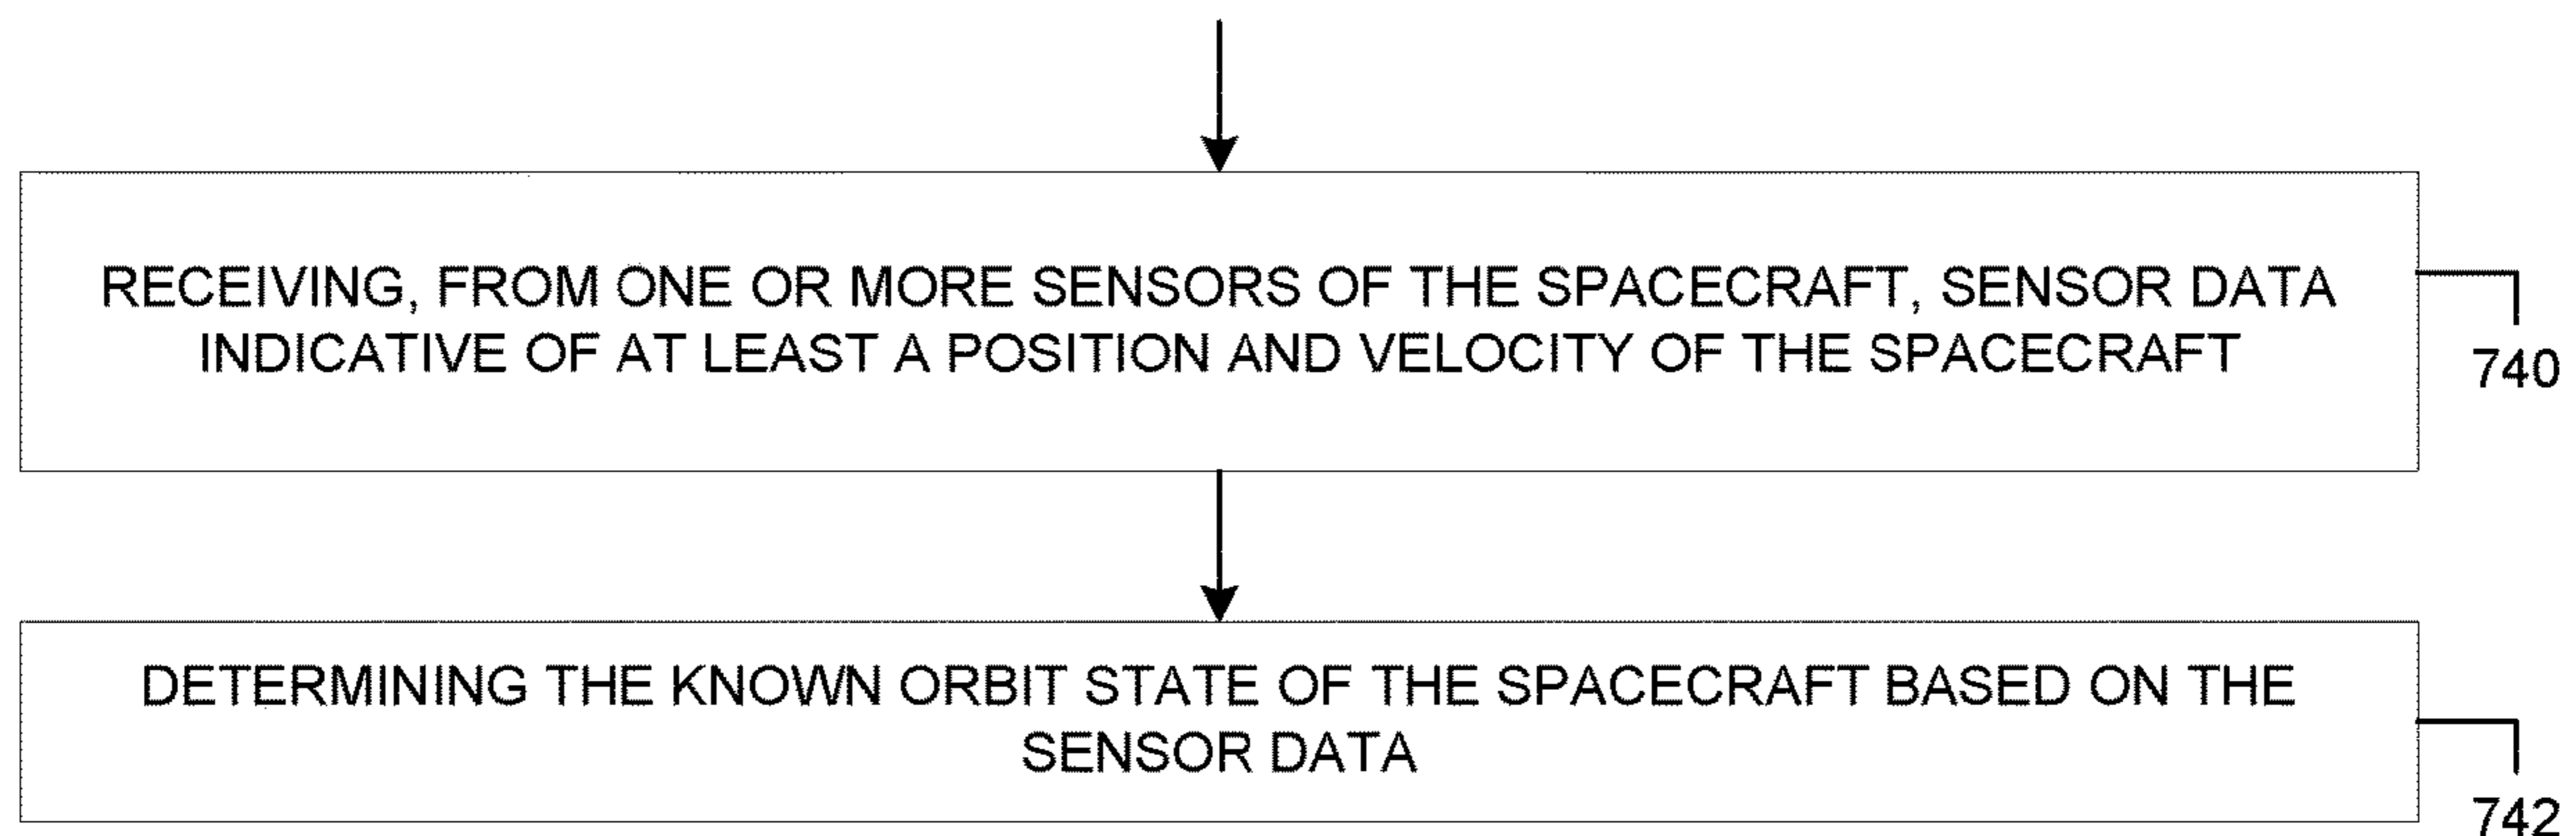 RECEIVING, FROM ONE OR MORE SENSORS OF THE SPACECRAFT, SENSOR DATA
INDICATIVE OF AT LEAST A POSITION AND VELOCITY OF THE SPACECRAFT
740
DETERMINING THE KNOWN ORBIT STATE OF THE SPACECRAFT BASED ON THE
SENSOR DATA
742